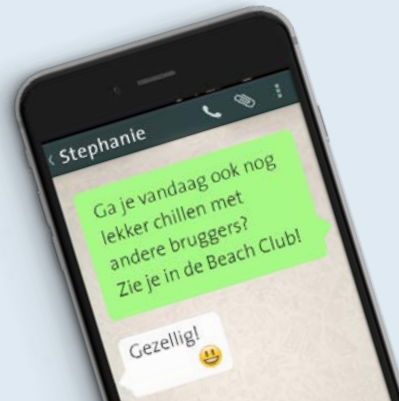 Stephanie
Ga je vandaag ook nog
lekker chillen met
andere bruggers?
Zie je in de Beach Club!
Gezellig! 😃